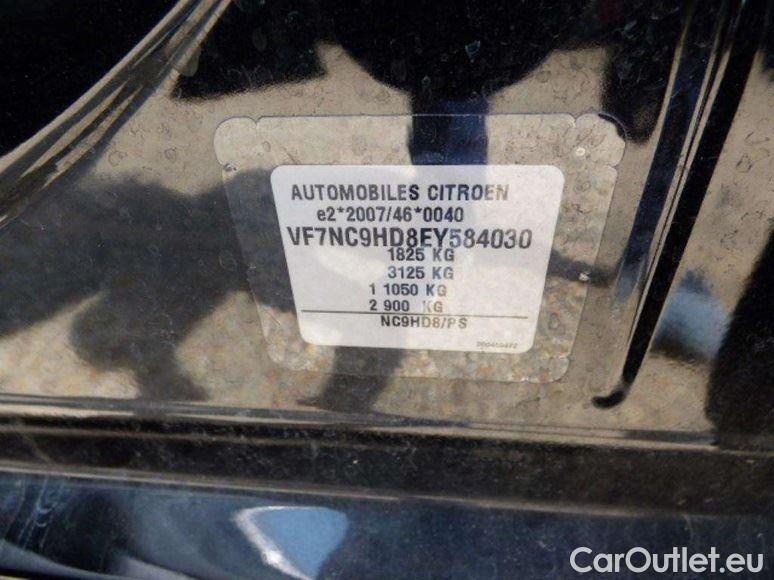 AUTOMOBILES CITROEN
e2*2007/46*0040
VF7NC9HD8EY584030
1825 KG
3125 KG
1 1050 KG
2 900 KG
NC9HD8/PS
CarOutlet.eu